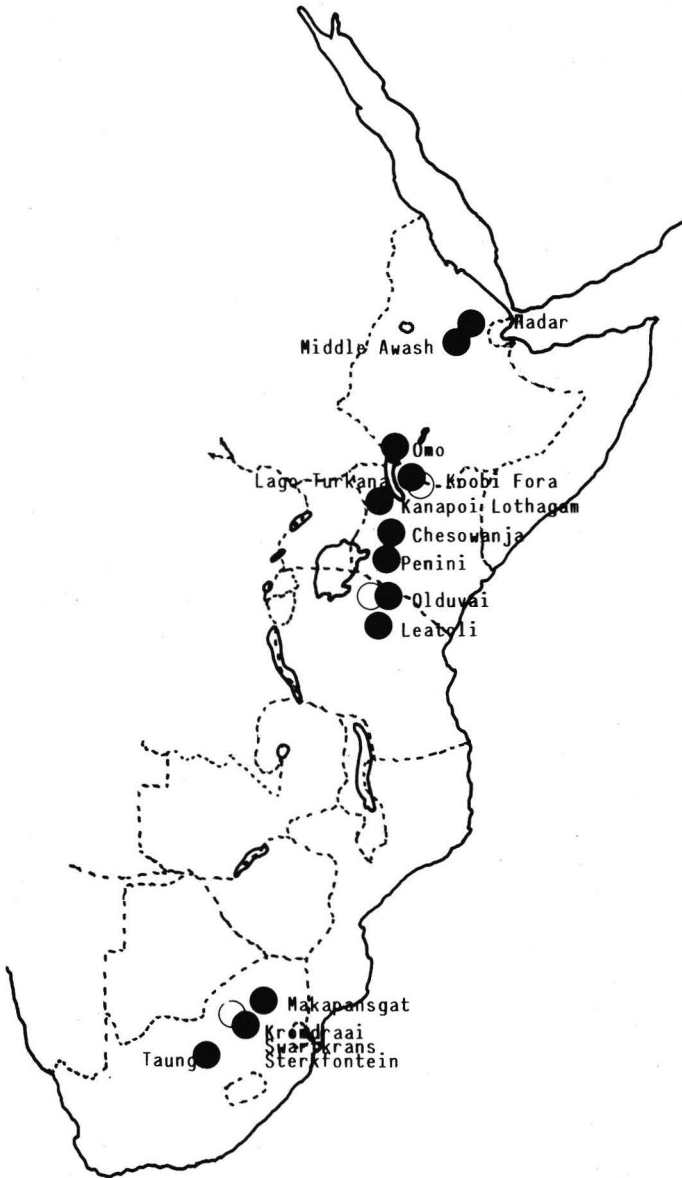 Hadar
Middle Awash
Omo
Lago Turkana
Koobi Fora
Kanapoi Lothagam
Chesowanja
Penini
Olduvai
Leatoli
Makapansgat
Kromdraai
Swartkrans
Taung
Sterkfontein